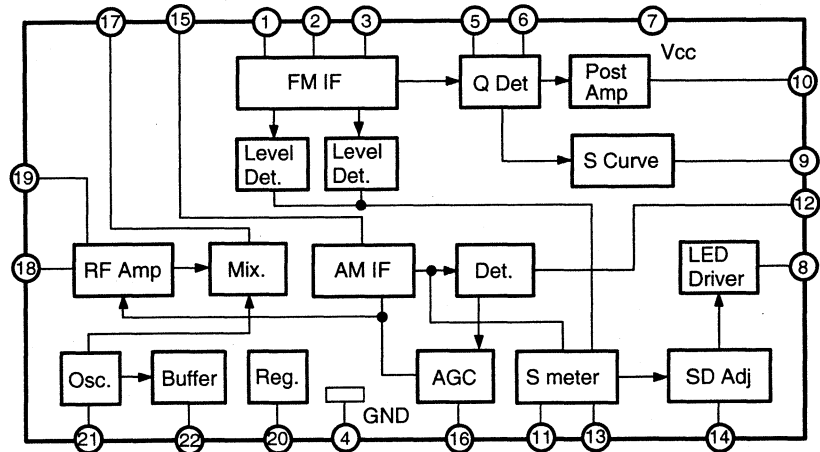 17 15 1 2 3 5 6 7
Vcc
FM IF
Q Det
Post
Amp
10
Level
Det.
Level
Det.
S Curve
9
19
12
18
RF Amp
Mix.
AM IF
Det.
LED
Driver
8
Osc.
Buffer
Reg.
GND
AGC
S meter
SD Adj
21 22 20 4 16 11 13 14